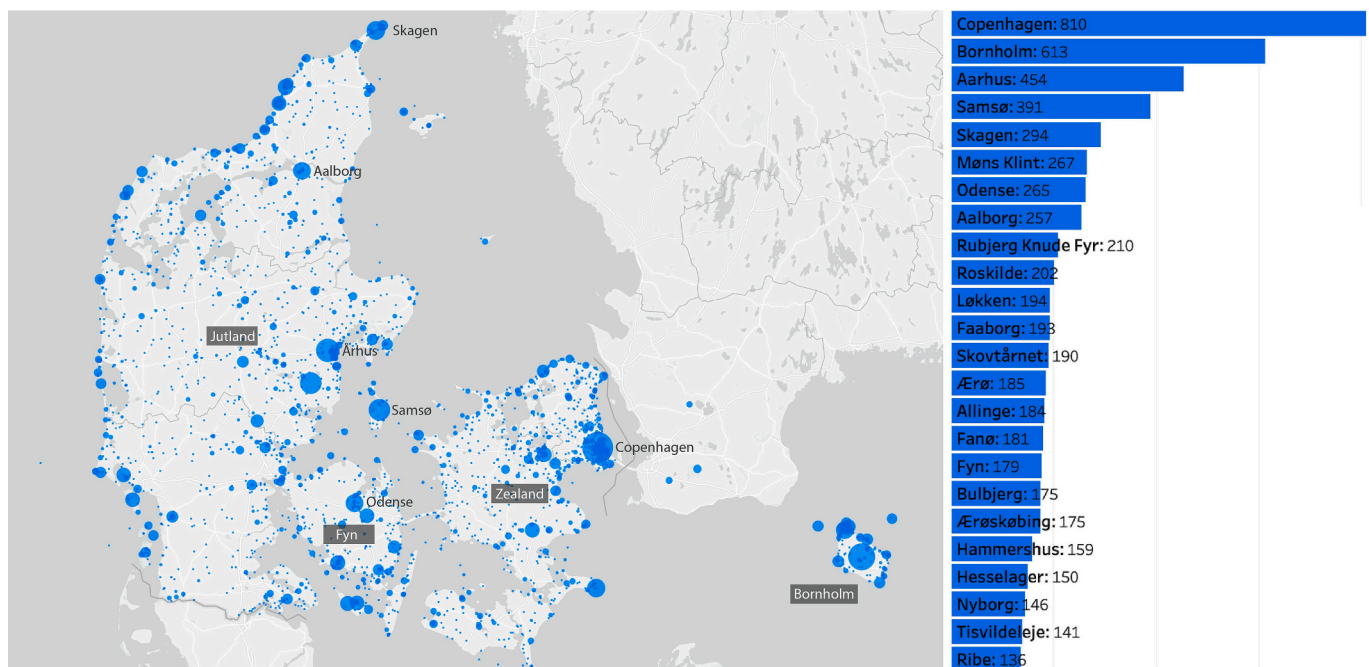 Skagen
Aalborg
Jutland
Århus
Samsø
Copenhagen
Odense
Zealand
Fyn
Bornholm
Copenhagen: 810
Bornholm: 613
Aarhus: 454
Samsø: 391
Skagen: 294
Møns Klint: 267
Odense: 265
Aalborg: 257
Rubjerg Knude Fyr: 210
Roskilde: 202
Løkken: 194
Faaborg: 193
Skovtårnet: 190
Ærø: 185
Allinge: 184
Fanø: 181
Fyn: 179
Bulbjerg: 175
Ærøskøbing: 175
Hammershus: 159
Hesselager: 150
Nyborg: 146
Tisvildeleje: 141
Ribe: 136